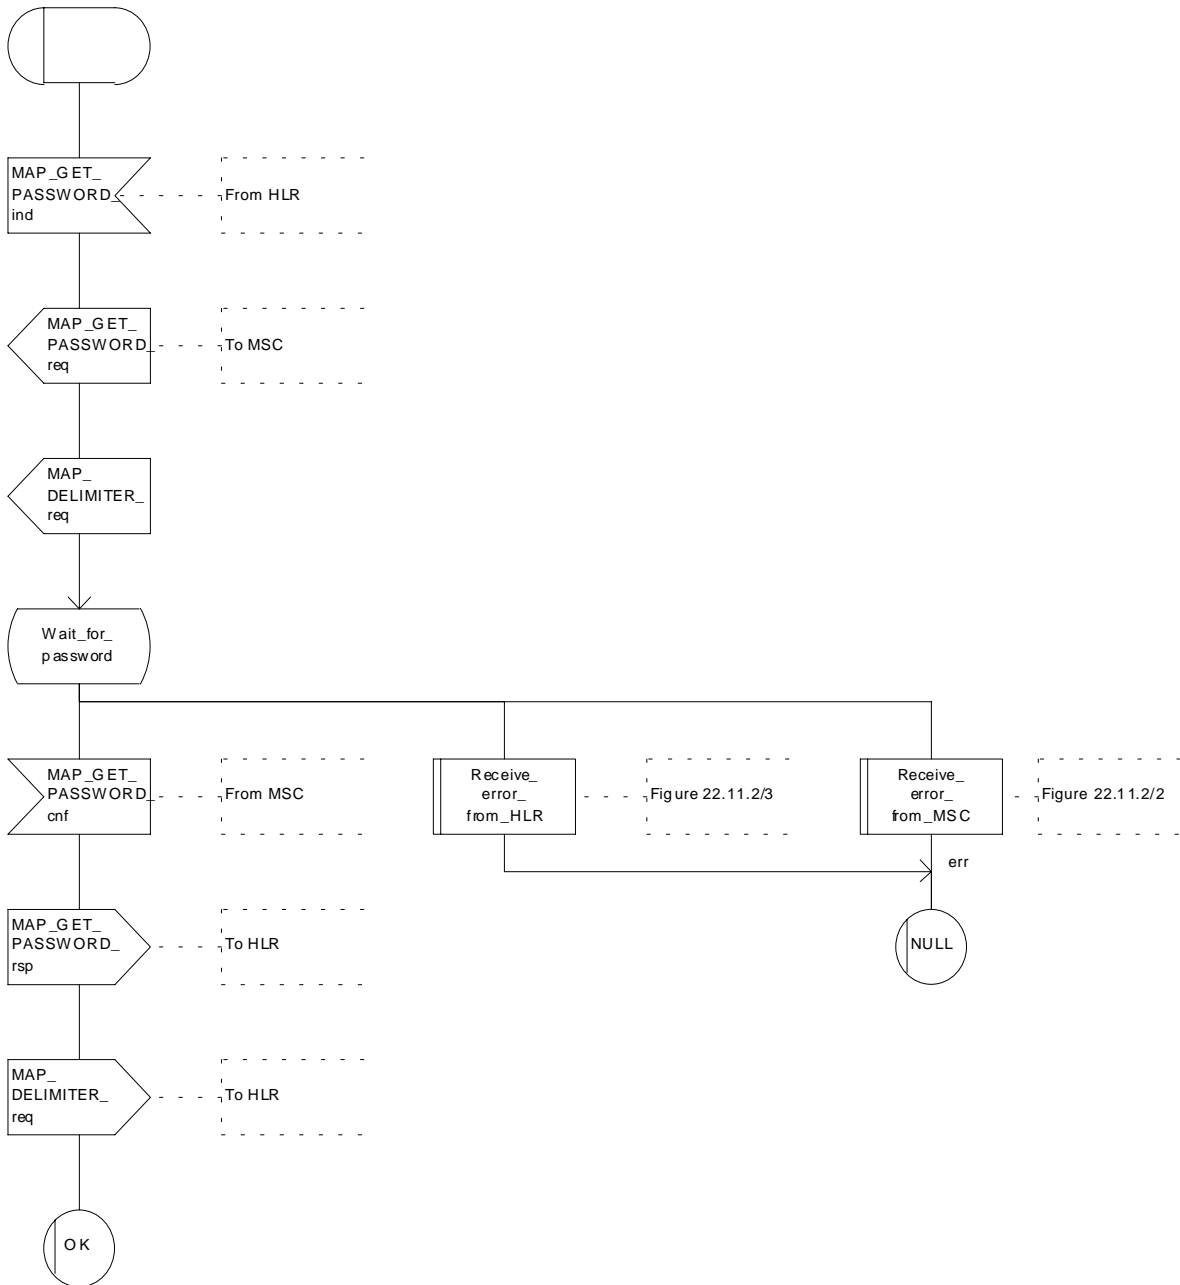 MAP_GET_
PASSWORD_
ind
From HLR
MAP_GET_
PASSWORD_
req
To MSC
MAP_
DELIMITER_
req
Wait_for_
password
MAP_GET_
PASSWORD_
cnf
From MSC
Receive_
error_
from_HLR
Figure 22.11.2/3
Receive_
error_
from_MSC
Figure 22.11.2/2
err
MAP_GET_
PASSWORD_
rsp
To HLR
NULL
MAP_
DELIMITER_
req
To HLR
OK